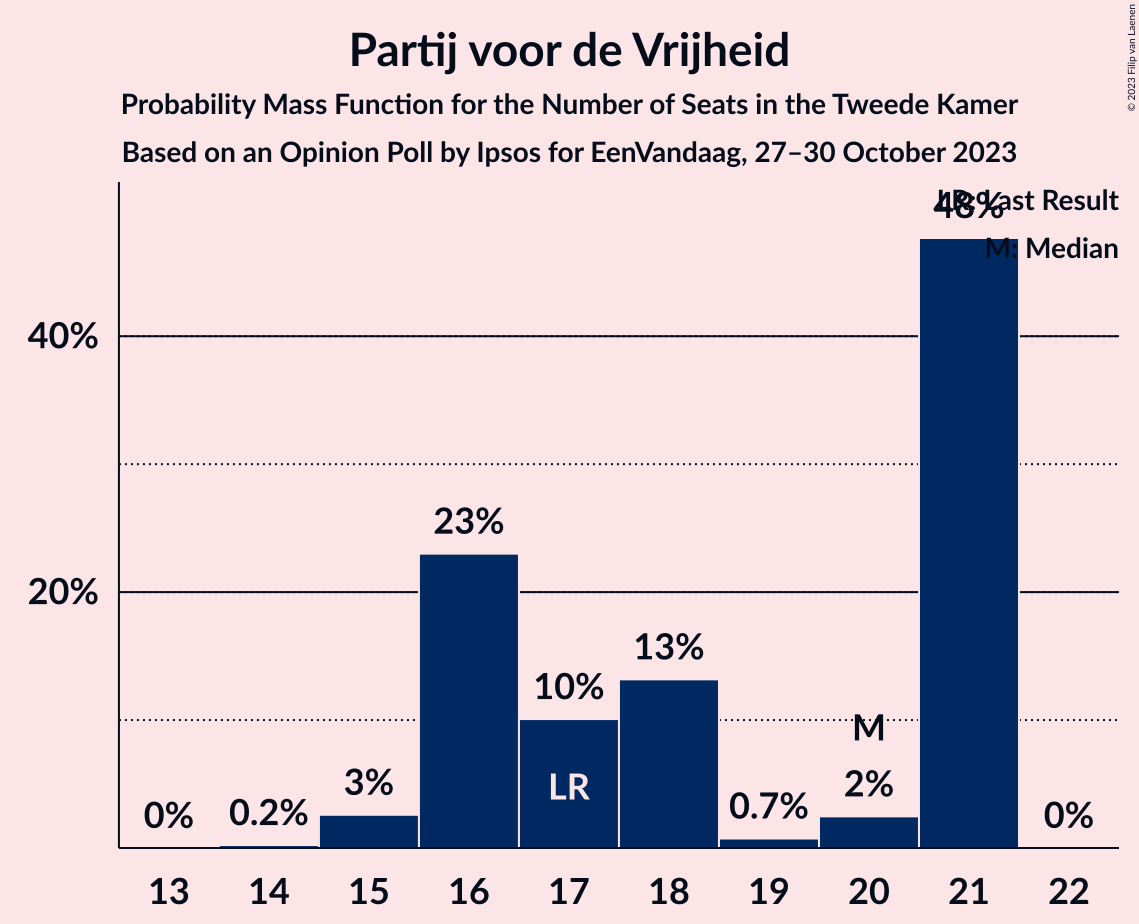 Partij voor de Vrijheid
Probability Mass Function for the Number of Seats in the Tweede Kamer
Based on an Opinion Poll by Ipsos for EenVandaag, 27–30 October 2023
© 2023 Filip van Laenen
LR: Last Result
M: Median
48%
40%
23%
20%
13%
10%
M
LR
3%
2%
0%
0.2%
0.7%
0%
13 14 15 16 17 18 19 20 21 22